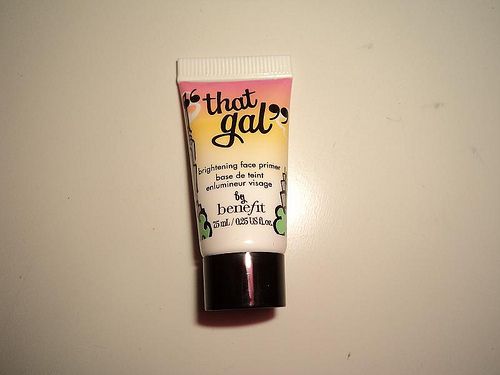 "that
gal"
brightening face primer
base de teint
enlumineur visage
by
benefit
7.5 mL / 0.25 US fl. oz.